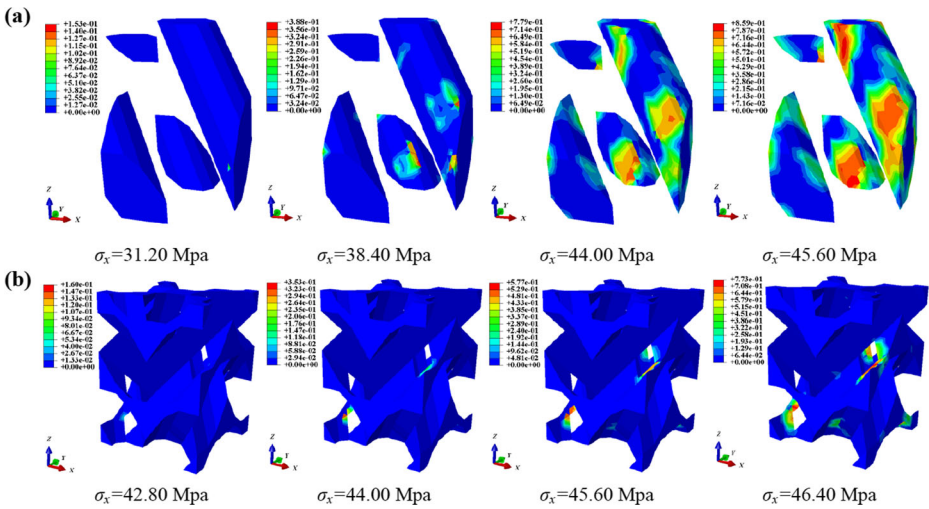 (a)
+1.53e-01
+1.40e-01
+1.27e-01
+1.15e-01
+1.02e-01
+8.92e-02
+7.64e-02
+6.37e-02
+5.10e-02
+3.82e-02
+2.55e-02
+1.27e-02
+0.00e+00
Z
Y
X
σx=31.20 Mpa
+3.88e-01
+3.56e-01
+3.24e-01
+2.91e-01
+2.59e-01
+2.26e-01
+1.94e-01
+1.62e-01
+1.29e-01
+9.71e-02
+6.47e-02
+3.24e-02
+0.00e+00
Z
Y
X
σx=38.40 Mpa
+7.79e-01
+7.14e-01
+6.49e-01
+5.84e-01
+5.19e-01
+4.54e-01
+3.89e-01
+3.24e-01
+2.60e-01
+1.95e-01
+1.30e-01
+6.49e-02
+0.00e+00
Z
Y
X
σx=44.00 Mpa
+8.59e-01
+7.87e-01
+7.16e-01
+6.44e-01
+5.72e-01
+5.01e-01
+4.29e-01
+3.58e-01
+2.86e-01
+2.15e-01
+1.43e-01
+7.16e-02
+0.00e+00
Z
Y
X
σx=45.60 Mpa
(b)
+1.60e-01
+1.47e-01
+1.33e-01
+1.20e-01
+1.07e-01
+9.34e-02
+8.01e-02
+6.67e-02
+5.34e-02
+4.00e-02
+2.67e-02
+1.33e-02
+0.00e+00
Z
Y
X
σx=42.80 Mpa
+3.53e-01
+3.23e-01
+2.94e-01
+2.64e-01
+2.35e-01
+2.06e-01
+1.76e-01
+1.47e-01
+1.18e-01
+8.81e-02
+5.88e-02
+2.94e-02
+0.00e+00
Z
Y
X
σx=44.00 Mpa
+5.77e-01
+5.29e-01
+4.81e-01
+4.33e-01
+3.85e-01
+3.37e-01
+2.89e-01
+2.40e-01
+1.92e-01
+1.44e-01
+9.62e-02
+4.81e-02
+0.00e+00
Z
Y
X
σx=45.60 Mpa
+7.73e-01
+7.08e-01
+6.44e-01
+5.79e-01
+5.15e-01
+4.51e-01
+3.86e-01
+3.22e-01
+2.58e-01
+1.93e-01
+1.29e-01
+6.44e-02
+0.00e+00
Z
Y
X
σx=46.40 Mpa